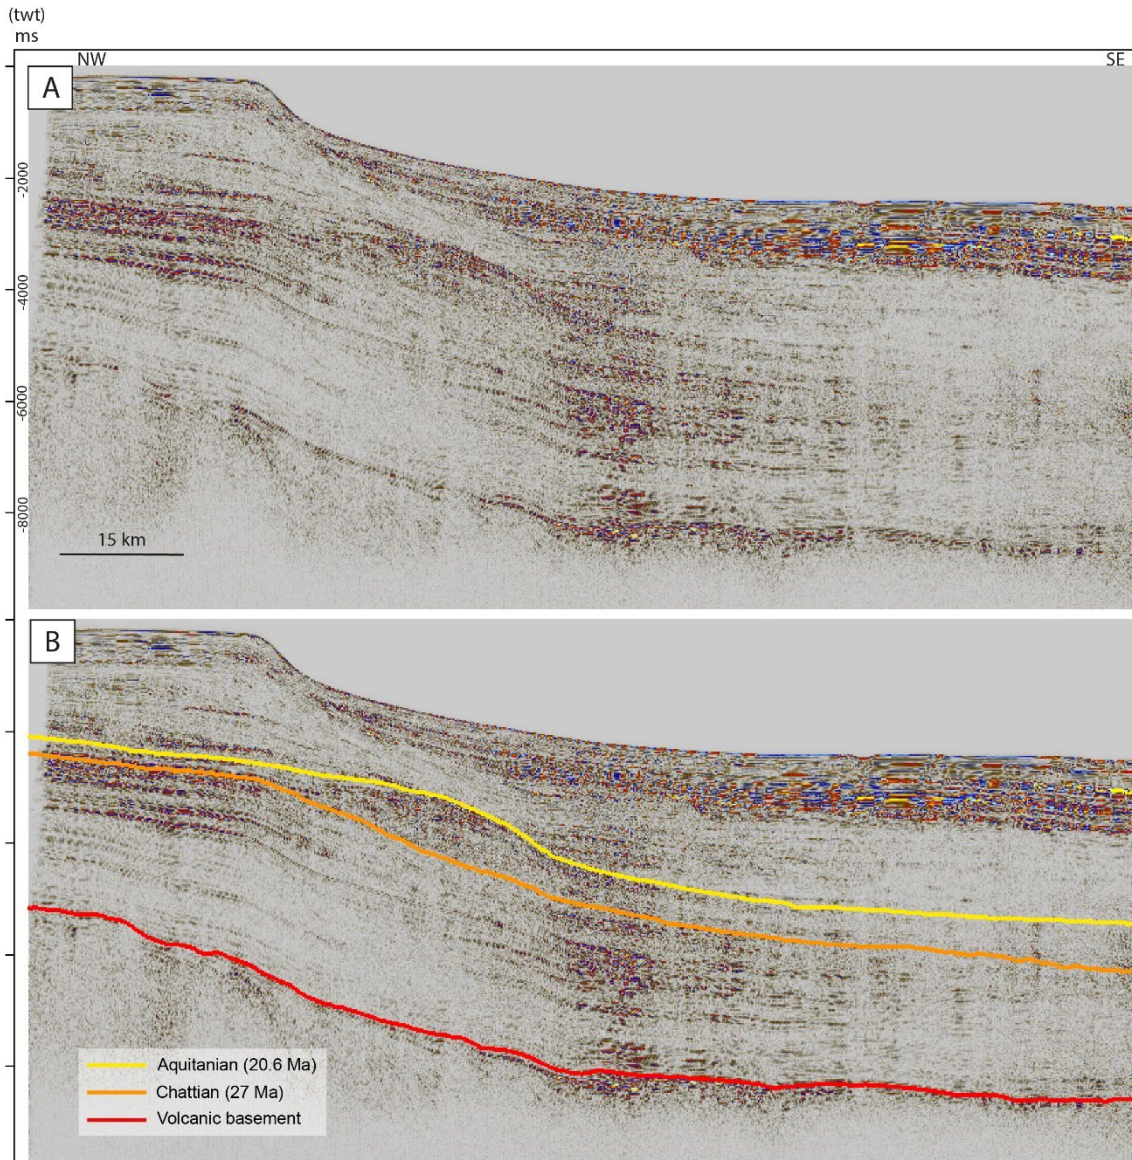 (twt)
ms
NW
SE
A
-2000
-4000
-6000
-8000
15 km
B
Aquitanian (20.6 Ma)
Chattian (27 Ma)
Volcanic basement